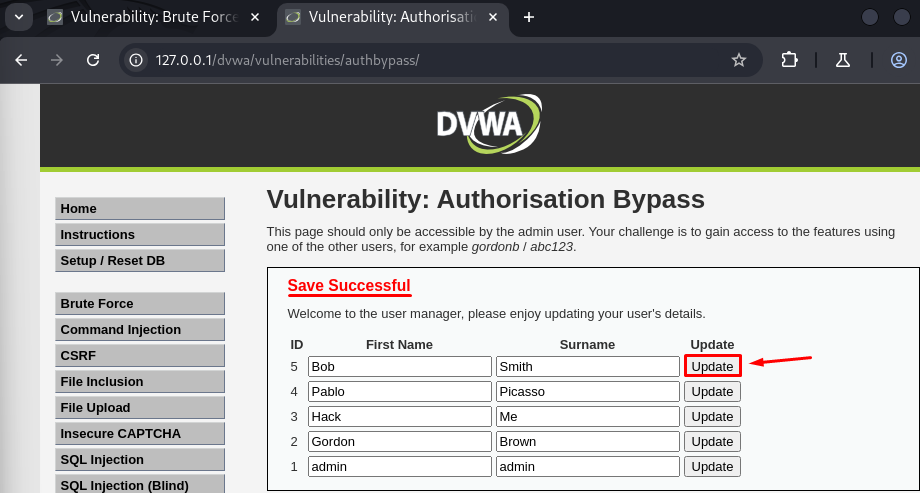 Vulnerability: Brute Force
Vulnerability: Authorisati
127.0.0.1/dvwa/vulnerabilities/authbypass/
DVWA
Home
Instructions
Setup / Reset DB
Brute Force
Command Injection
CSRF
File Inclusion
File Upload
Insecure CAPTCHA
SQL Injection
SQL Injection (Blind)
Vulnerability: Authorisation Bypass
This page should only be accessible by the admin user. Your challenge is to gain access to the features using
one of the other users, for example gordonb / abc123.
Save Successful
Welcome to the user manager, please enjoy updating your user's details.
ID First Name Surname Update
5 Bob Smith Update
4 Pablo Picasso Update
3 Hack Me Update
2 Gordon Brown Update
1 admin admin Update